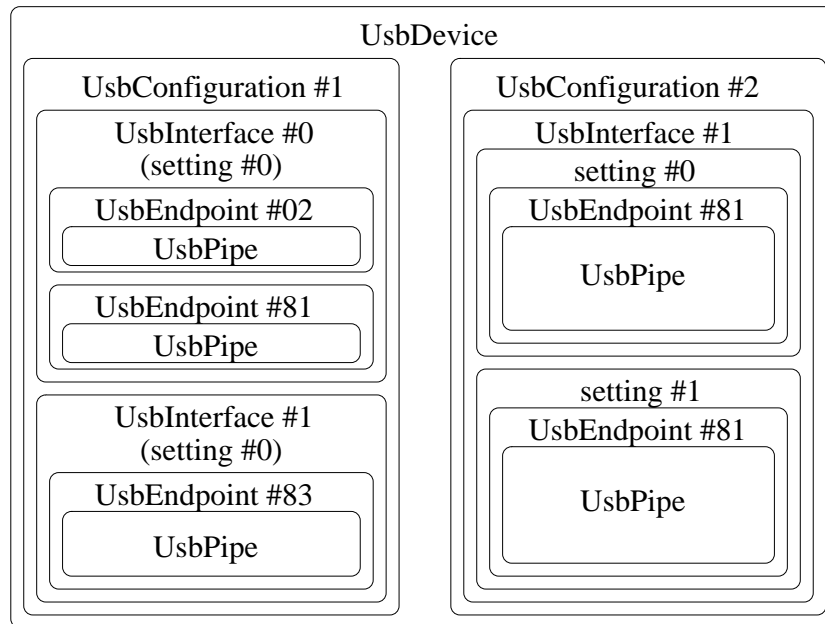 UsbDevice
UsbConfiguration #1
UsbInterface #0
(setting #0)
UsbEndpoint #02
UsbPipe
UsbEndpoint #81
UsbPipe
UsbInterface #1
(setting #0)
UsbEndpoint #83
UsbPipe
UsbConfiguration #2
UsbInterface #1
setting #0
UsbEndpoint #81
UsbPipe
setting #1
UsbEndpoint #81
UsbPipe